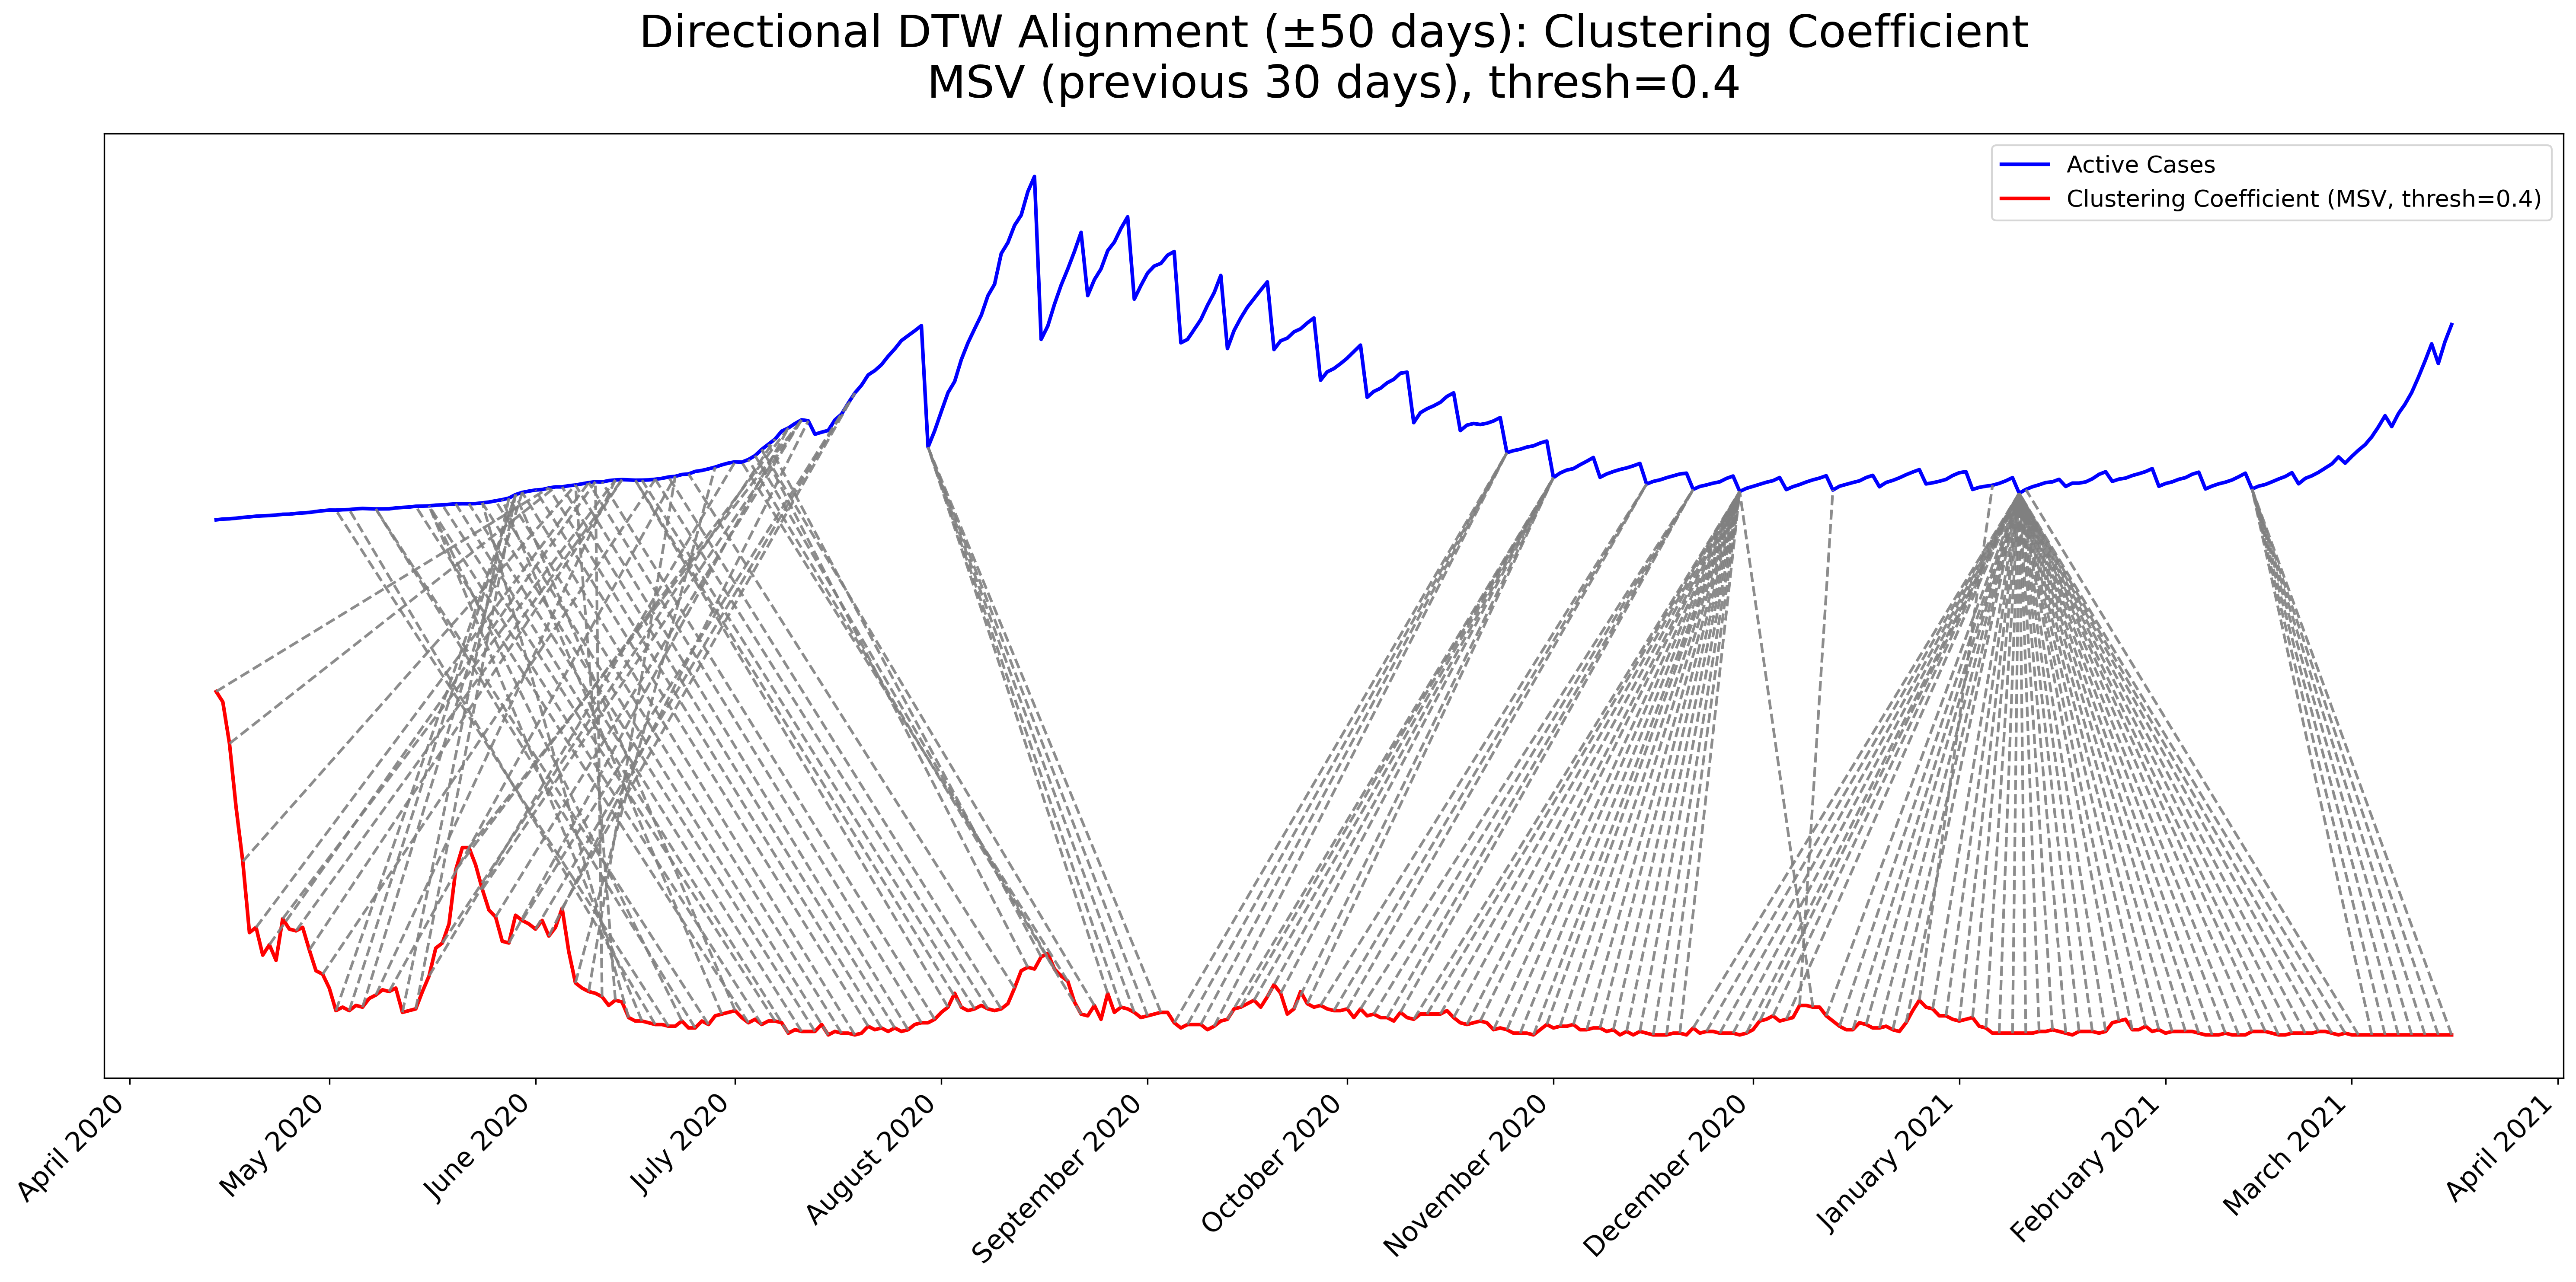 Directional DTW Alignment (±50 days): Clustering Coefficient
MSV (previous 30 days), thresh=0.4
Active Cases
Clustering Coefficient (MSV, thresh=0.4)
April 2020
May 2020
June 2020
July 2020
August 2020
September 2020
October 2020
November 2020
December 2020
January 2021
February 2021
March 2021
April 2021